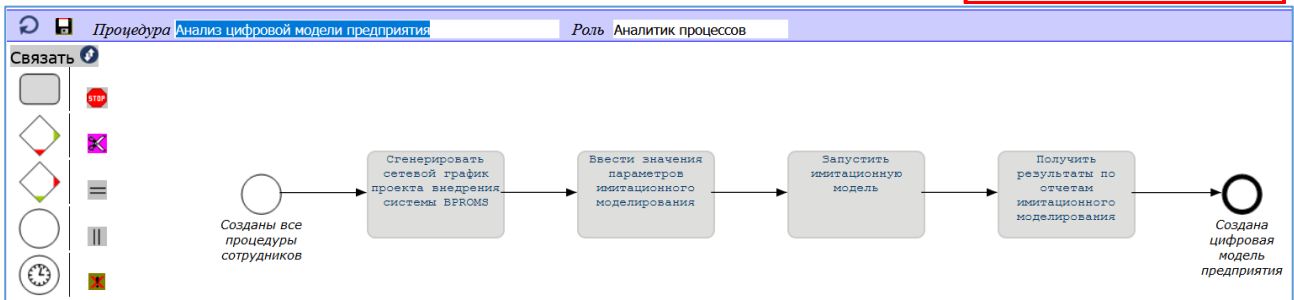 Процедура Анализ цифровой модели предприятия Роль Аналитик процессов
Связать
STOP
Сгенерировать
сетевой график
проекта внедрения
системы BPROMS
Ввести значения
параметров
имитационного
моделирования
Запустить
имитационную
модель
Получить
результаты по
отчетам
имитационного
моделирования
Созданы все
процедуры
сотрудников
Создана
цифровая
модель
предприятия